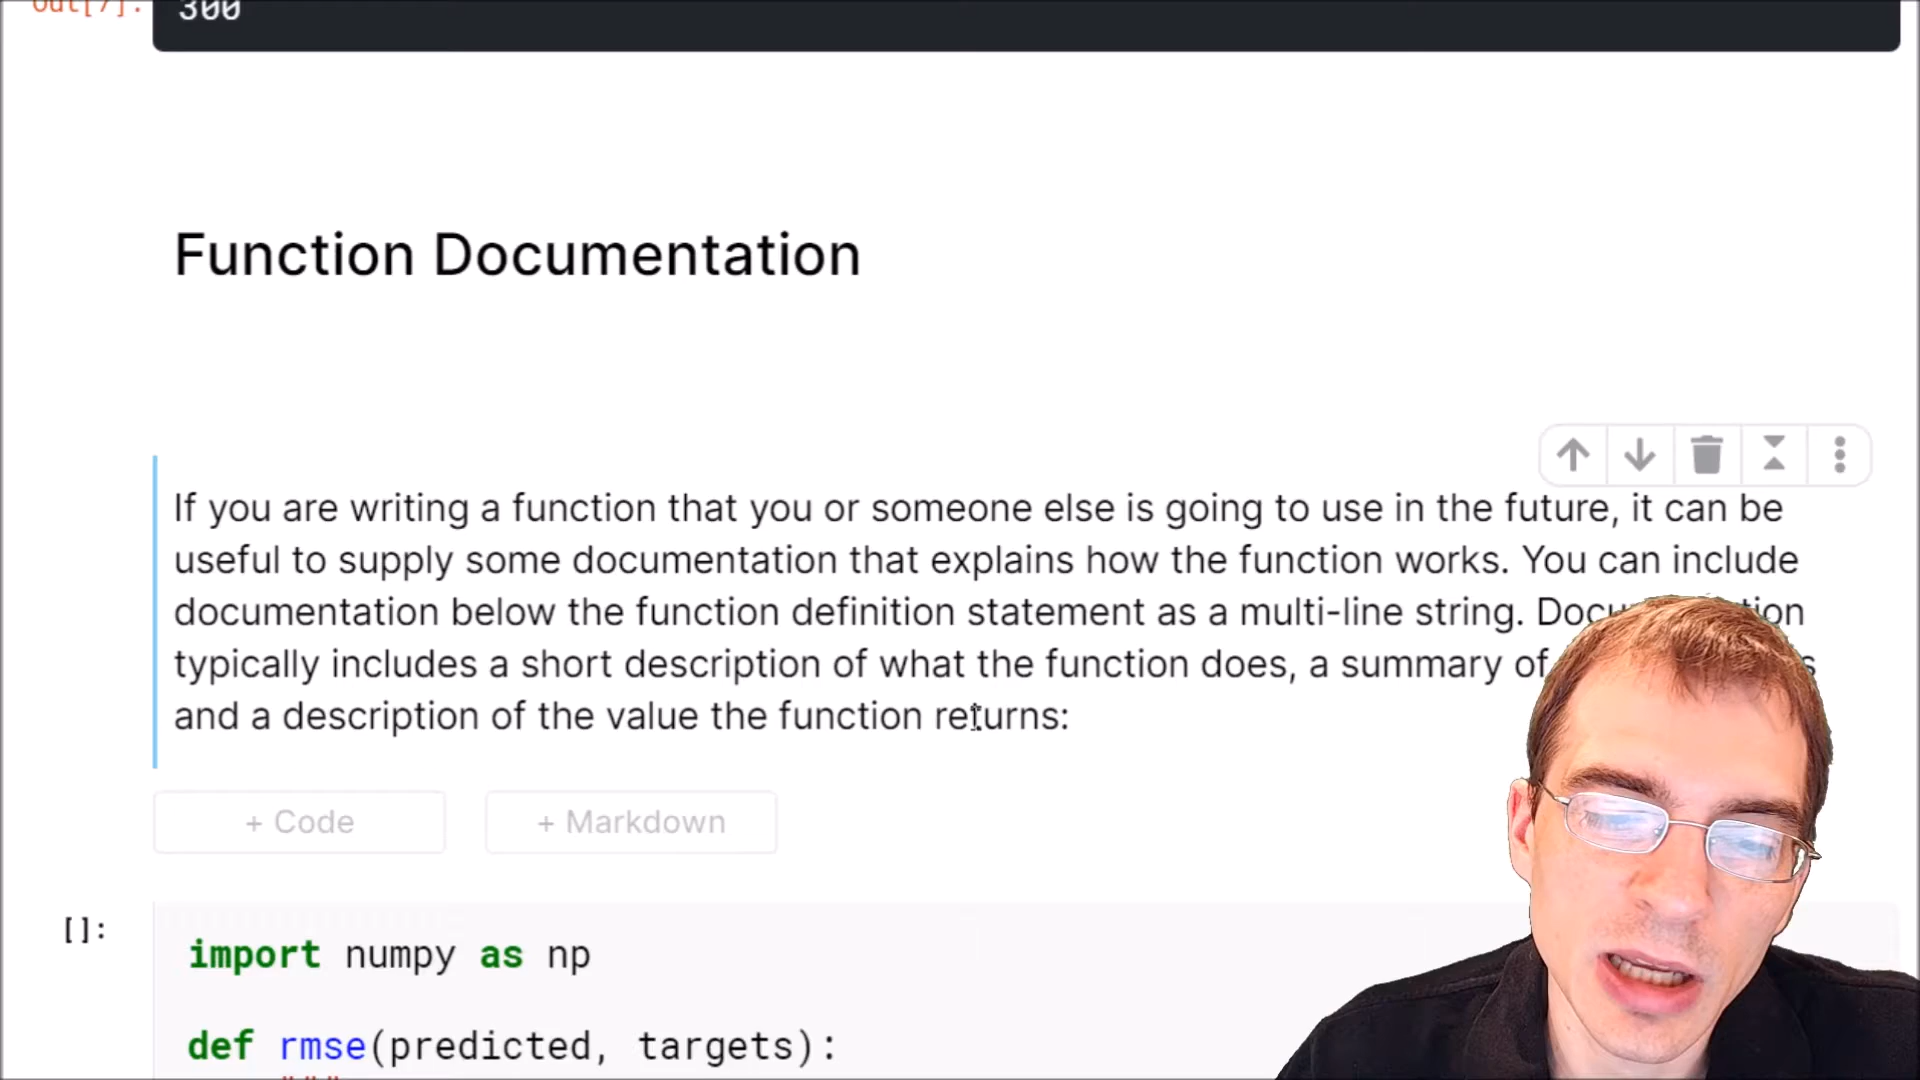 Out[7]:
300
Function Documentation
If you are writing a function that you or someone else is going to use in the future, it can be
useful to supply some documentation that explains how the function works. You can include
documentation below the function definition statement as a multi-line string.
typically includes a short description of what the function does, a summary of
and a description of the value the function returns:
+ Code
+ Markdown
[]:
import numpy as np
def rmse(predicted, targets):
"""